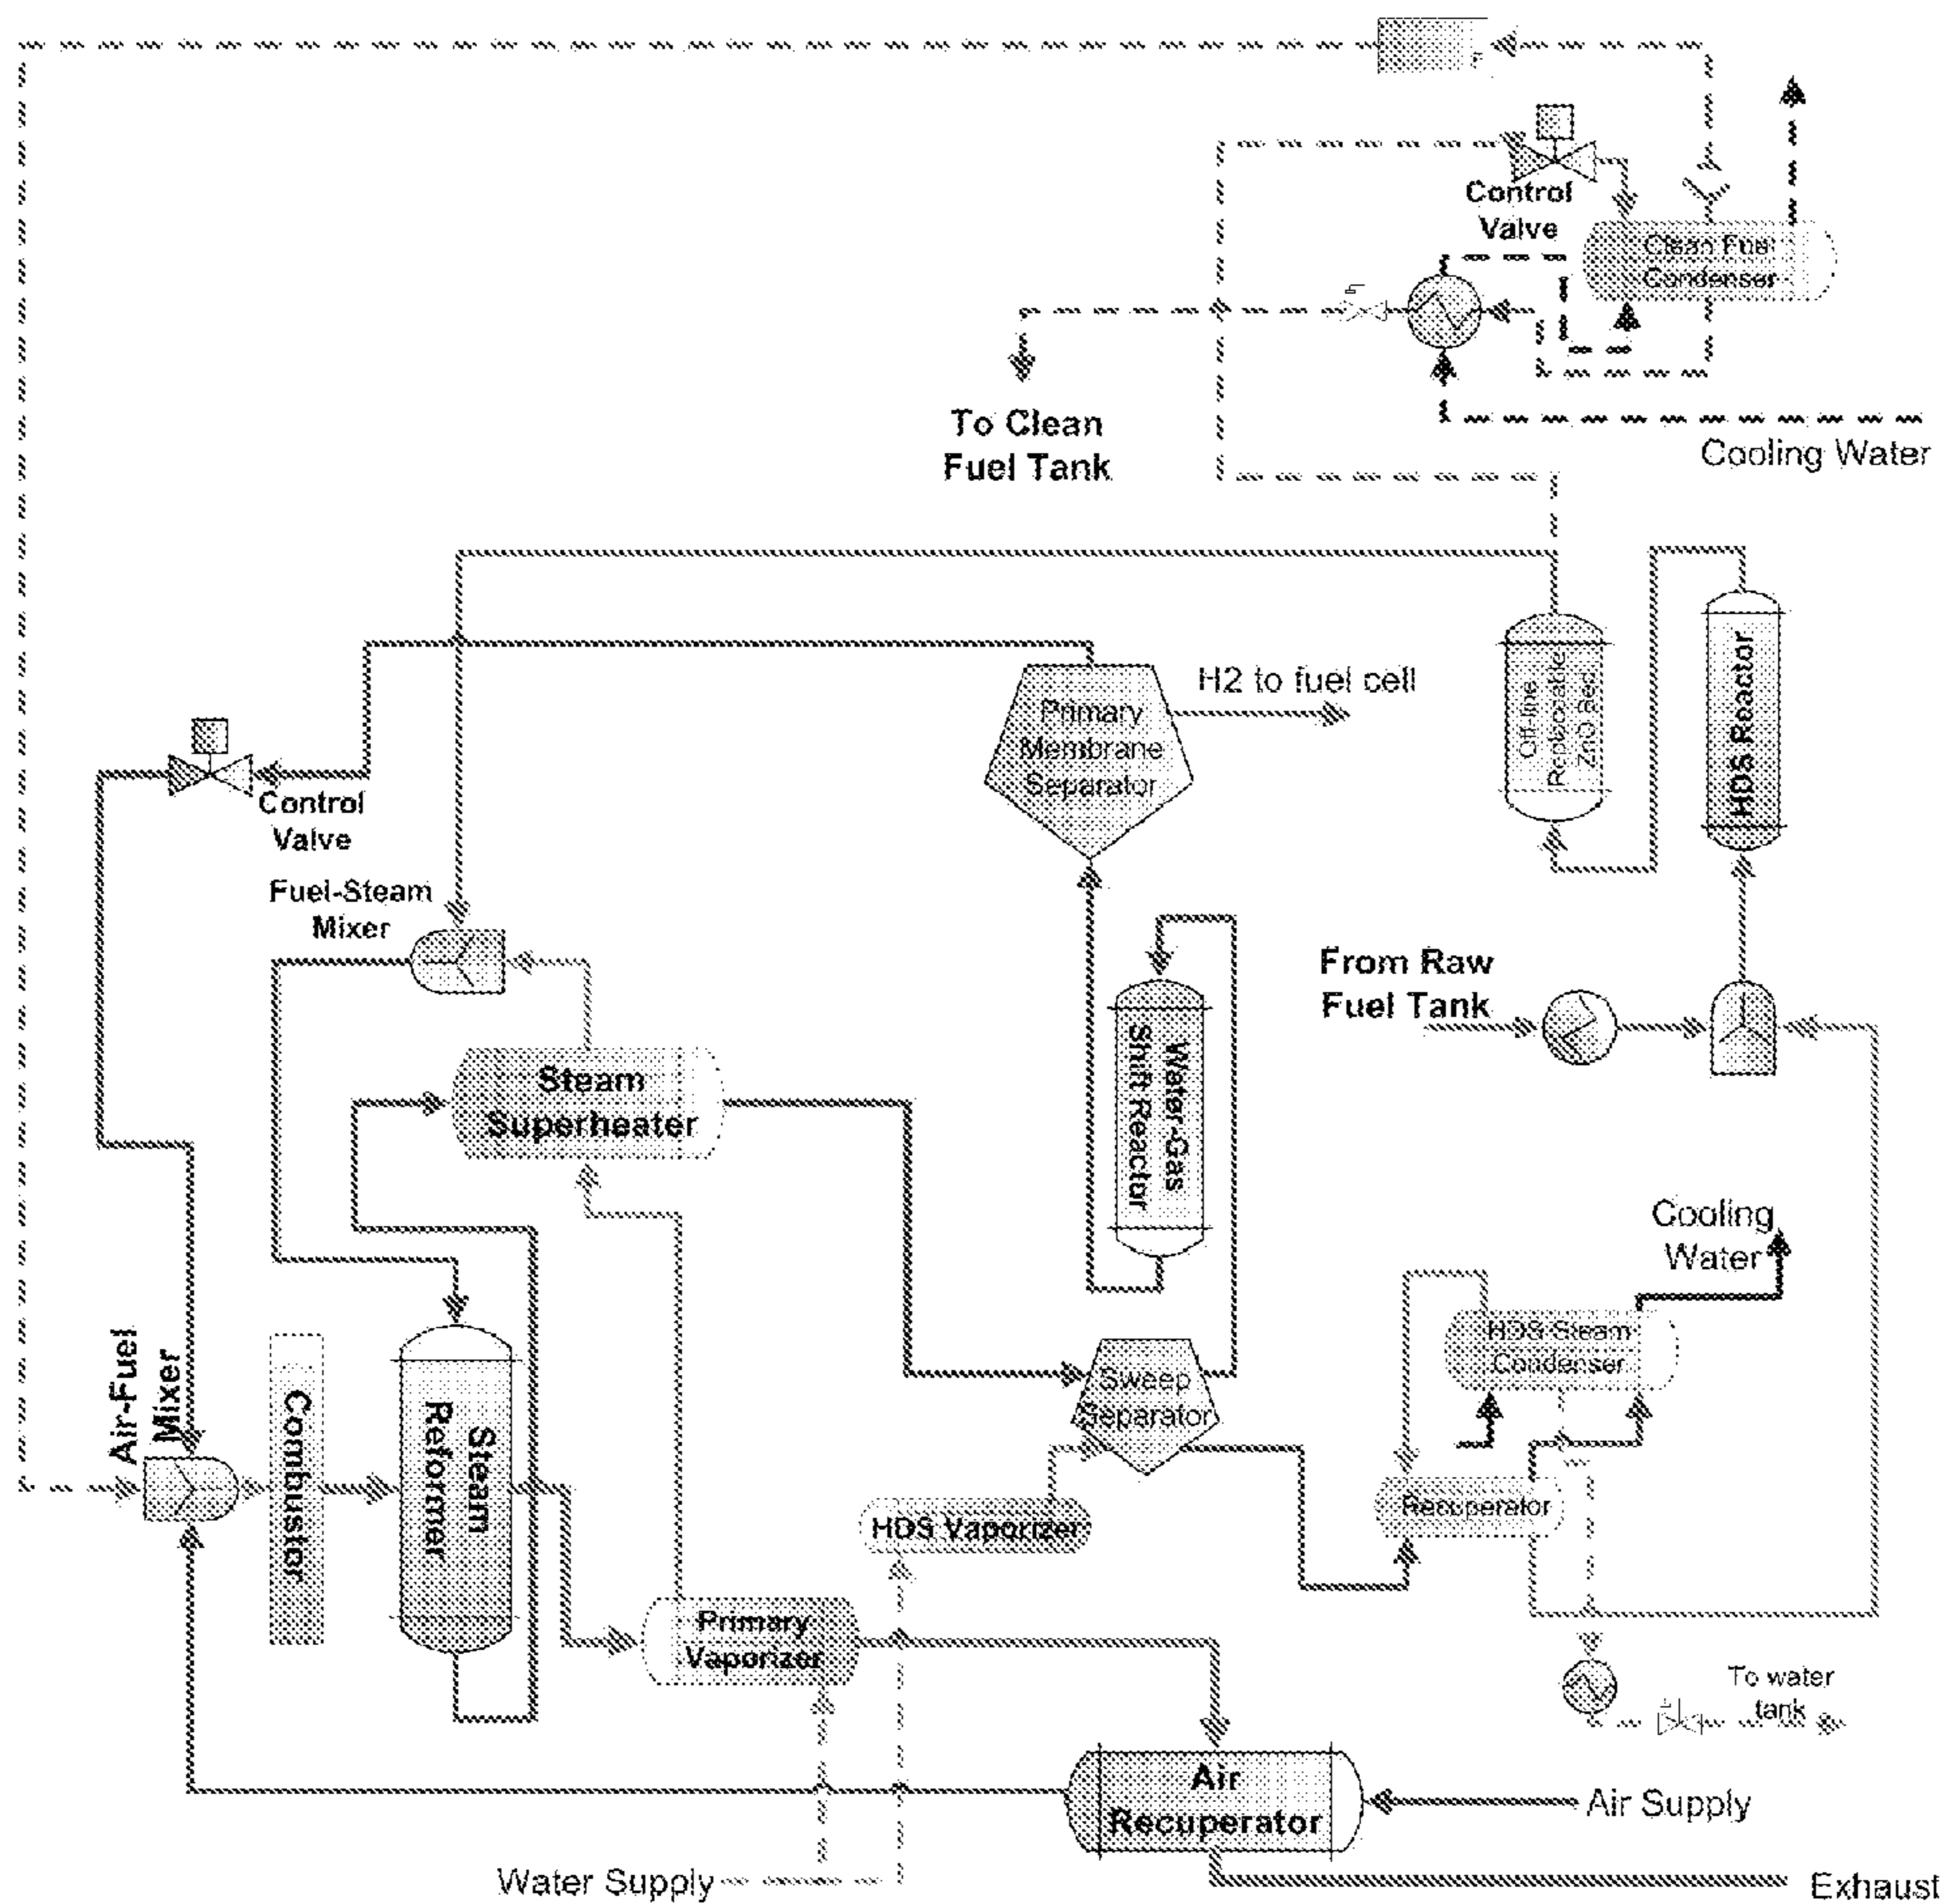 Control
Valve
Clean Fuel
Condenser
To Clean
Fuel Tank
Cooling Water
H2 to fuel cell
Primary
Membrane
Separator
Off-line
Replaceable
ZnO Bed
HDS Reactor
Control
Valve
Fuel-Steam
Mixer
From Raw
Fuel Tank
Steam
Superheater
Water-Gas
Shift Reactor
Cooling
Water
HDS Steam
Condenser
Air-Fuel
Mixer
Combustor
Steam
Reformer
Sweep
Separator
Recuperator
HDS Vaporizer
Primary
Vaporizer
To water
tank
Air
Recuperator
Air Supply
Water Supply
Exhaust